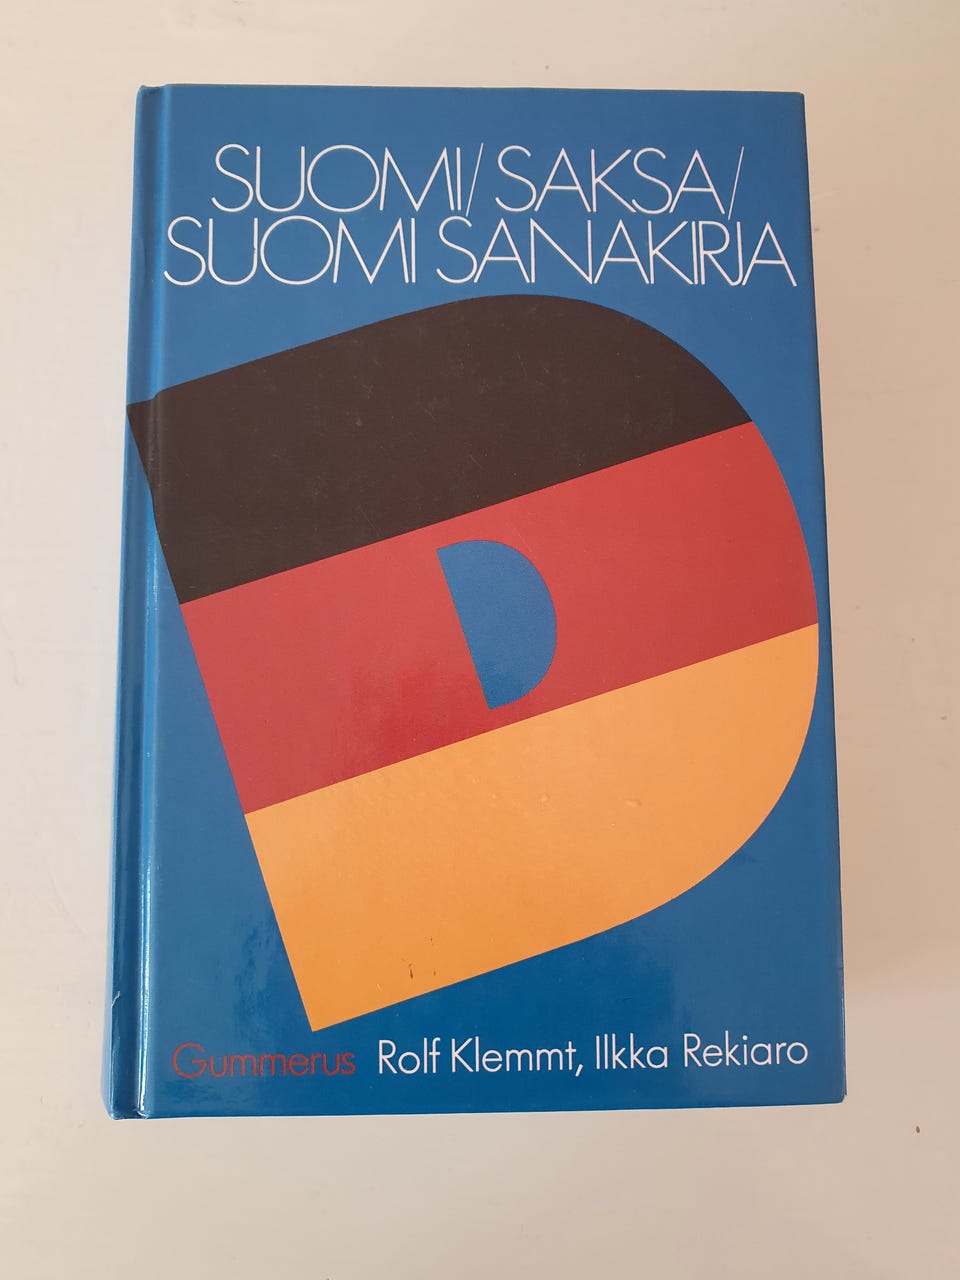 SUOMI/SAKSA/
SUOMI SANAKIRJA
D
Gummerus Rolf Klemmt, Ilkka Rekiaro